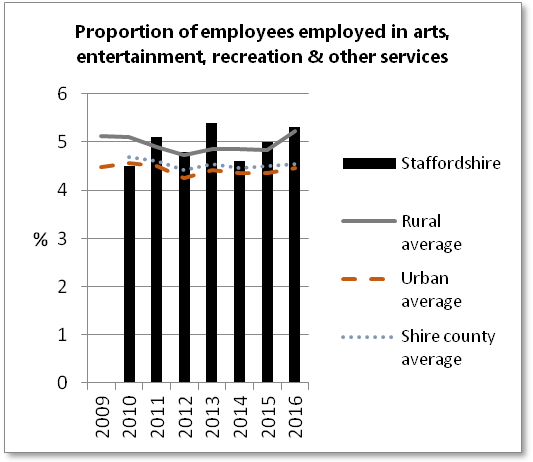 Proportion of employees employed in arts,
entertainment, recreation & other services
6
5
4
%
3
2
1
0
2009
2010
2011
2012
2013
2014
2015
2016
Staffordshire
Rural
average
Urban
average
Shire county
average